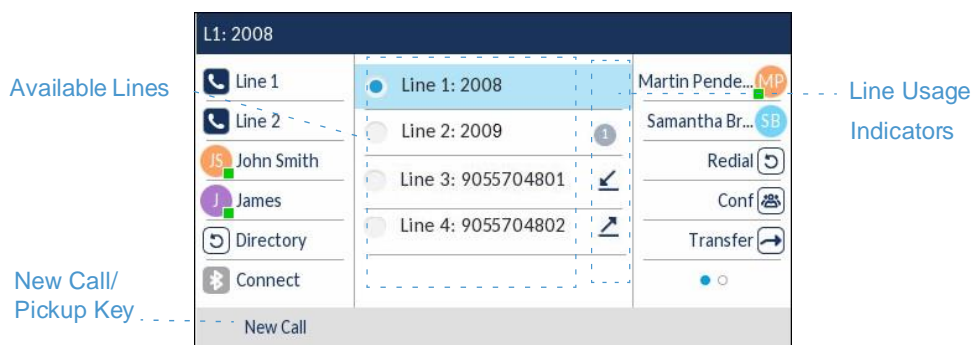 L1: 2008
Available Lines
Line 1
Line 2
JS John Smith
J James
Directory
Connect
Line 1: 2008
Line 2: 2009
1
Line 3: 9055704801
Line 4: 9055704802
Martin Pende... MP
Samantha Br... SB
Redial
Conf
Transfer
Line Usage
Indicators
New Call/
Pickup Key
New Call